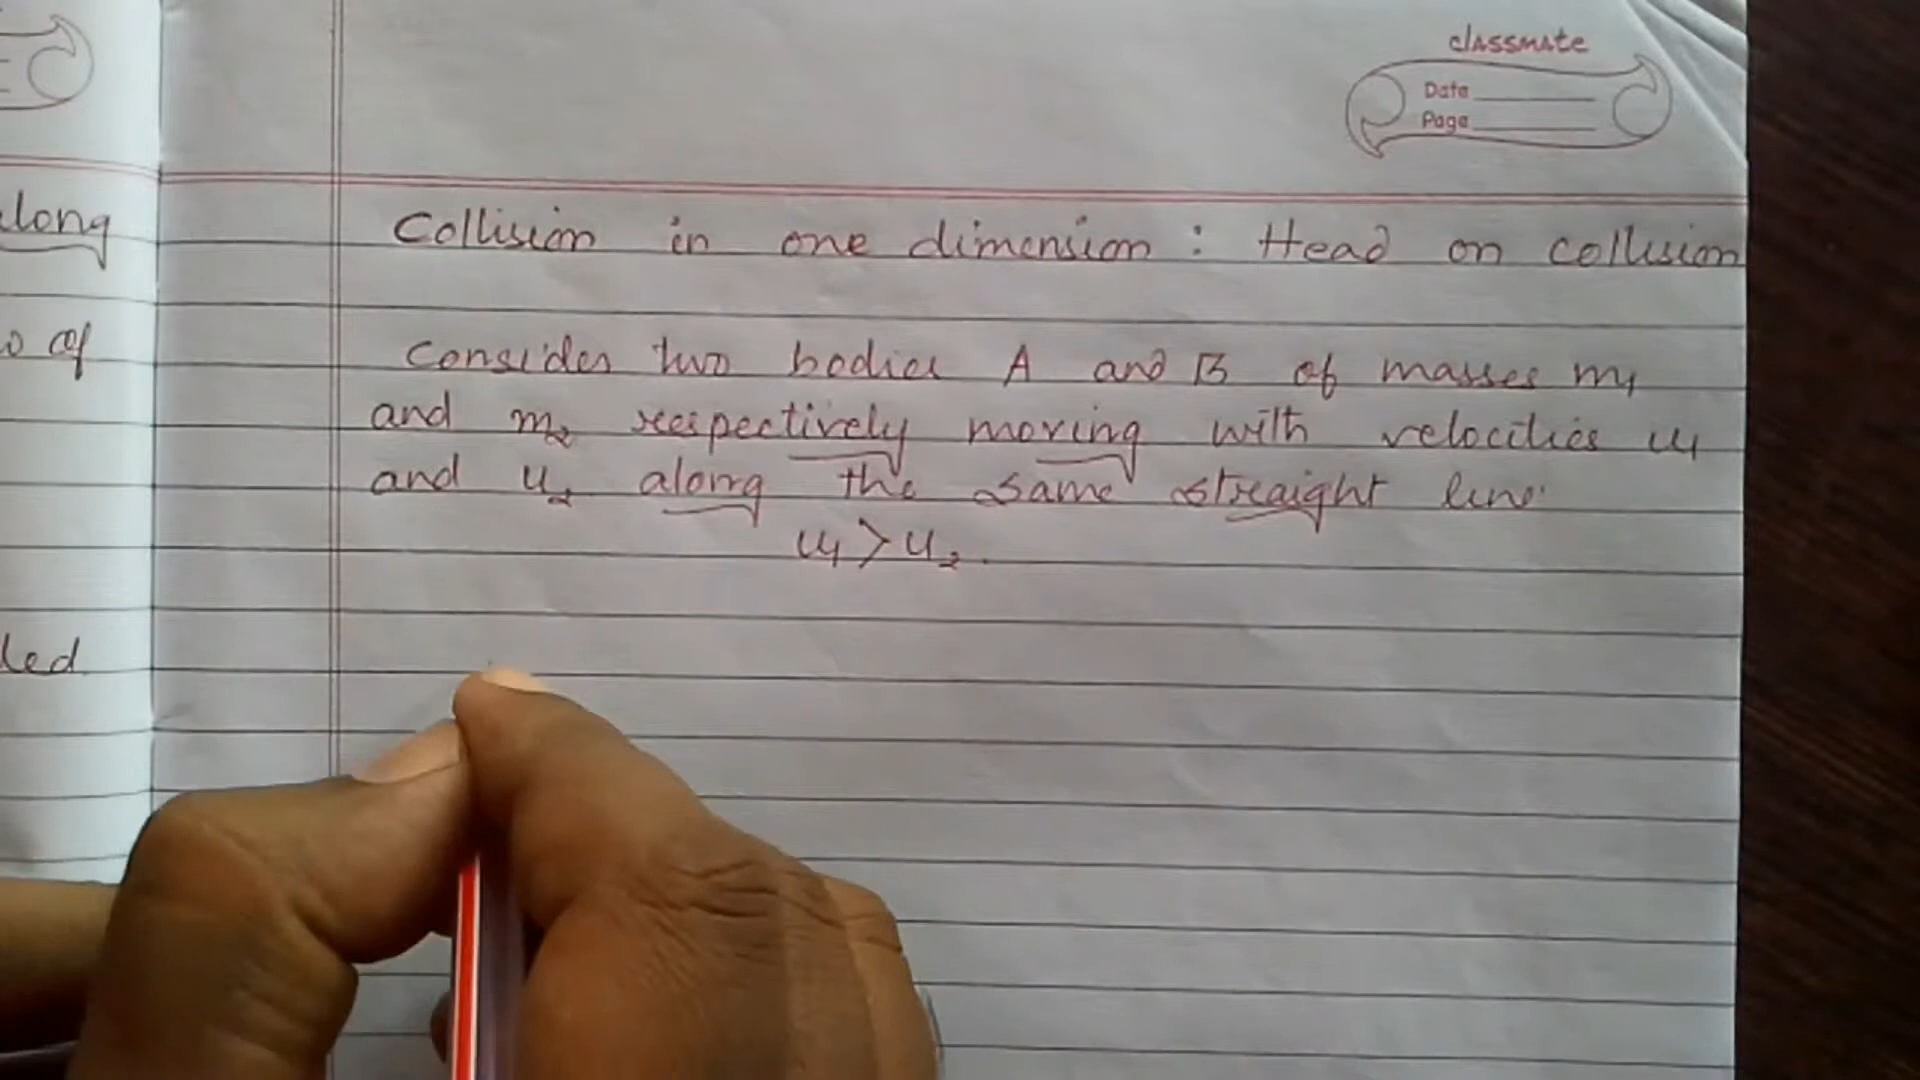 classmate
Date
Page
Collision in one dimension : Head on collision
Consider two bodies A and B of masses m₁
and m₂ respectively moving with velocities u₁
and u₂ along the same straight line.
u₁ > u₂.
along
of
led